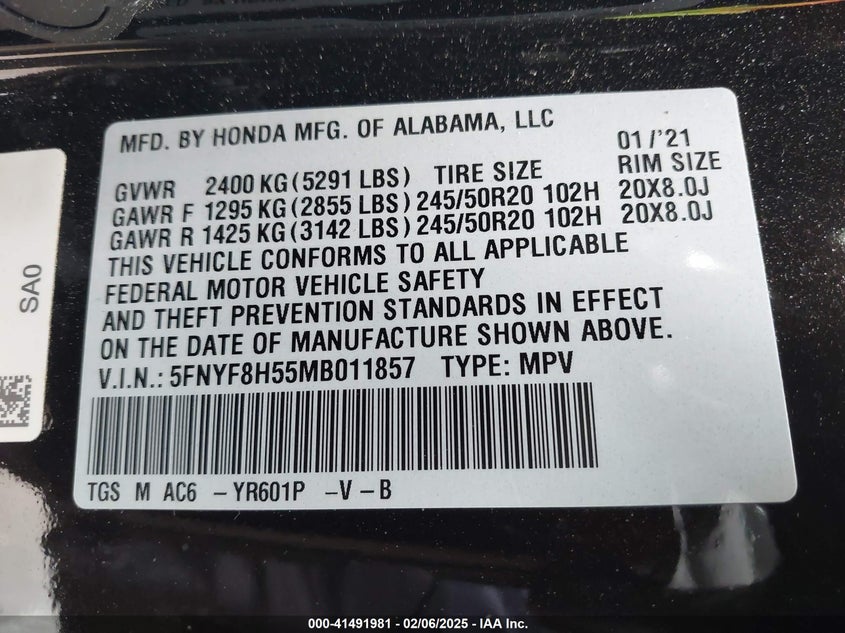 MFD. BY HONDA MFG. OF ALABAMA, LLC 01/'21
GVWR 2400 KG (5291 LBS) TIRE SIZE RIM SIZE
GAWR F 1295 KG (2855 LBS) 245/50R20 102H 20X8.0J
GAWR R 1425 KG (3142 LBS) 245/50R20 102H 20X8.0J
THIS VEHICLE CONFORMS TO ALL APPLICABLE
FEDERAL MOTOR VEHICLE SAFETY
AND THEFT PREVENTION STANDARDS IN EFFECT
ON THE DATE OF MANUFACTURE SHOWN ABOVE.
V.I.N.: 5FNYF8H55MB011857 TYPE: MPV
TGS M AC6 -YR601P -V-B
SA0
000-41491981 - 02/06/2025 - IAA Inc.